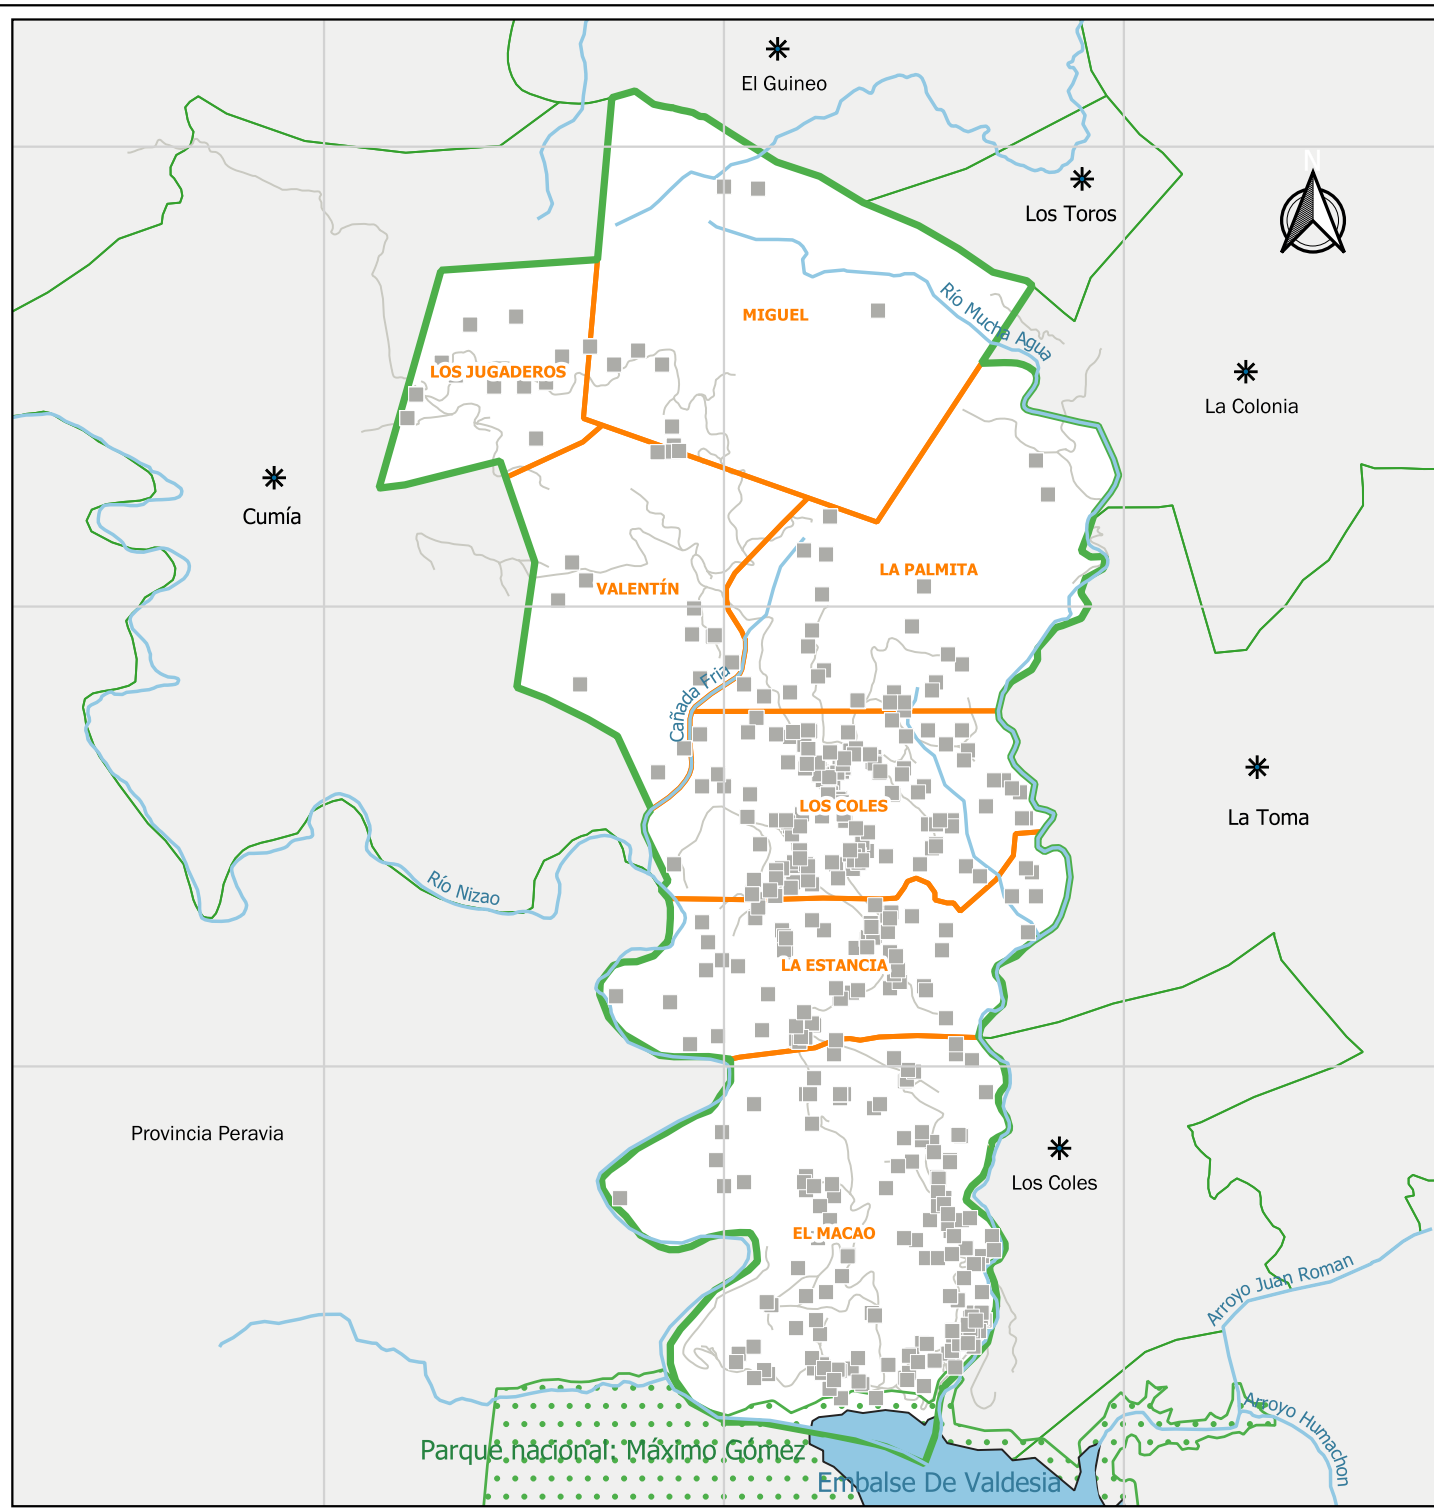 El Guineo
N
Los Toros
Río Mucha Agua
MIGUEL
LOS JUGADEROS
La Colonia
Cumía
LA PALMITA
VALENTÍN
Cañada Fria
LOS COLES
La Toma
Río Nizao
LA ESTANCIA
Provincia Peravia
Los Coles
EL MACAO
Arroyo Juan Roman
Arroyo Humachon
Parque nacional: Máximo Gómez
Embalse De Valdesia